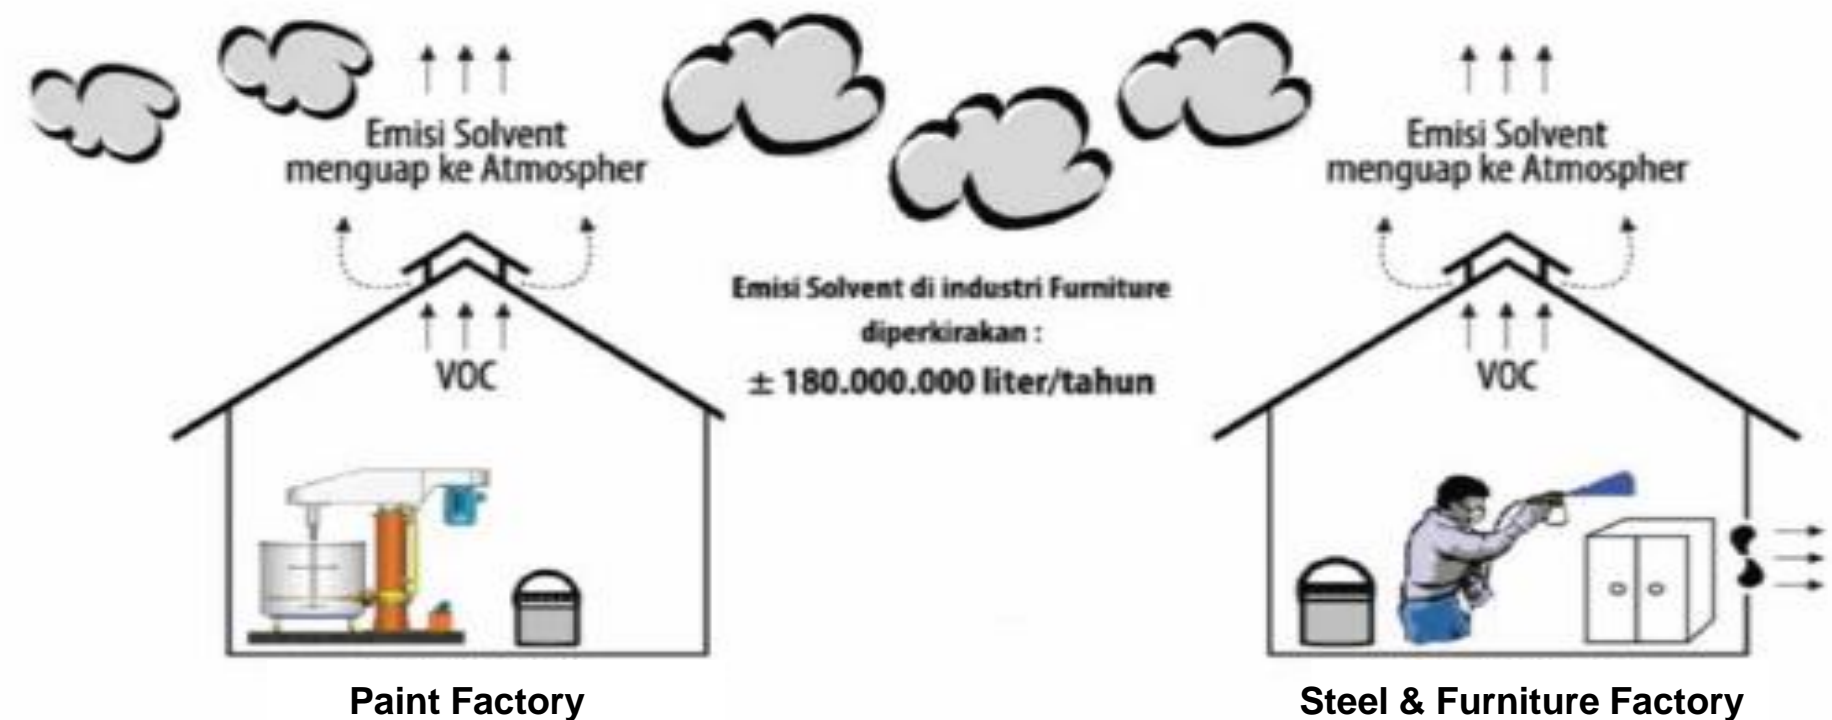 Emisi Solvent
menguap ke Atmospher
Emisi Solvent
menguap ke Atmospher
Emisi Solvent di industri Furniture
diperkirakan :
± 180.000.000 liter/tahun
VOC
VOC
Paint Factory
Steel & Furniture Factory